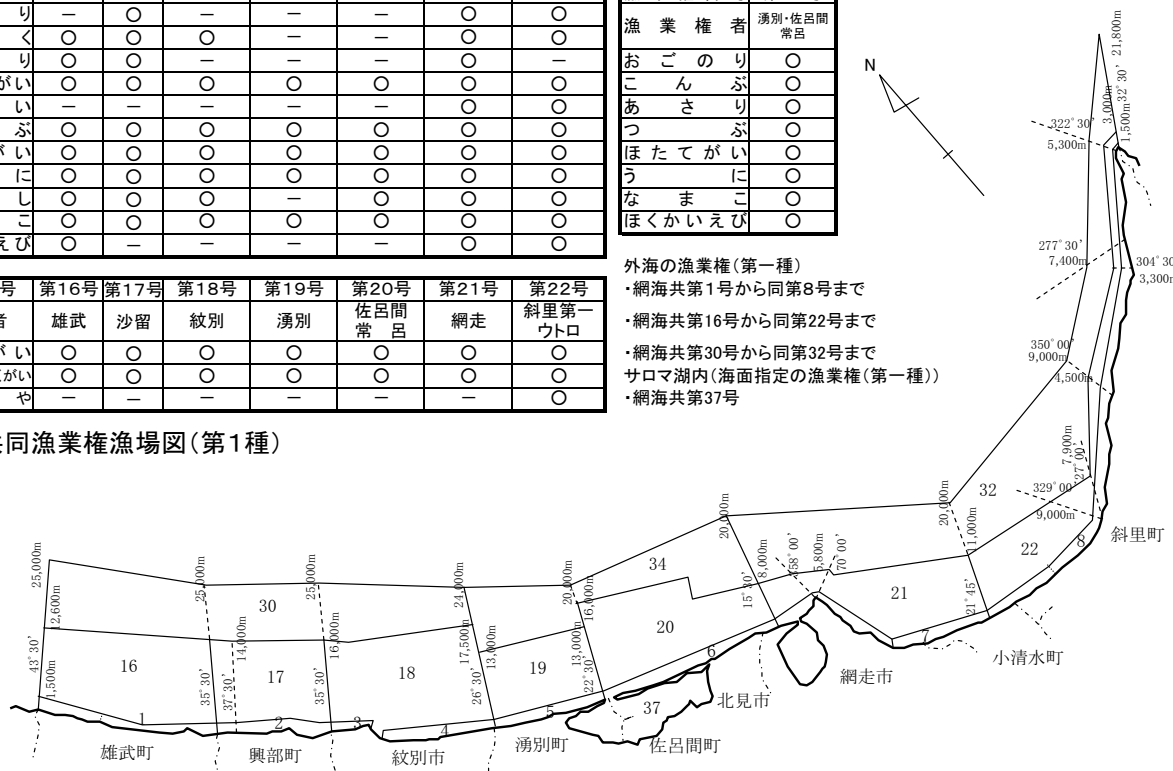 り － ○ － － － ○ ○
く ○ ○ ○ － － ○ ○
り ○ ○ － － － ○ －
がい ○ ○ ○ ○ ○ ○ ○
い － － － － － ○ ○
ぶ ○ ○ ○ ○ ○ ○ ○
がい ○ ○ ○ ○ ○ ○ ○
に ○ ○ ○ ○ ○ ○ ○
し ○ ○ ○ － ○ ○ ○
こ ○ ○ ○ ○ ○ ○ ○
えび ○ － － － － ○ ○
号 第16号 第17号 第18号 第19号 第20号 第21号 第22号
者 雄武 沙留 紋別 湧別 佐呂間 常呂 網走 斜里第一 ウトロ
がい ○ ○ ○ ○ ○ ○ ○
がい ○ ○ ○ ○ ○ ○ ○
や － － － － － － ○
共同漁業権漁場図(第1種)
漁業権者 湧別・佐呂間 常呂
おごのり ○
こんぶ ○
あさり ○
つぶ ○
ほたてがい ○
うに ○
なまこ ○
ほくかいえび ○
外海の漁業権(第一種)
・網海共第1号から同第8号まで
・網海共第16号から同第22号まで
・網海共第30号から同第32号まで
サロマ湖内(海面指定の漁業権(第一種))
・網海共第37号
N
21,800m
32°30′
3,000m
1,500m
322°30′
5,300m
277°30′
7,400m
304°30
3,300m
350°00′
9,000m
4,500m
7,900m
27°00′
329°00′
9,000m
32
22
8
斜里町
20,000m
11,000m
21°45′
21
7
小清水町
20,000m
8,000m
358°00′
5,800m
70°00′
15°30′
網走市
34
20
6
北見市
37
佐呂間町
20,000m
16,000m
13,000m
22°30′
19
5
湧別町
24,000m
17,500m
13,000m
26°30′
18
4
紋別市
25,000m
16,000m
35°30′
30
17
3
2
興部町
25,000m
14,000m
35°30′
37°30′
16
1
雄武町
25,000m
12,600m
43°30′
1,500m